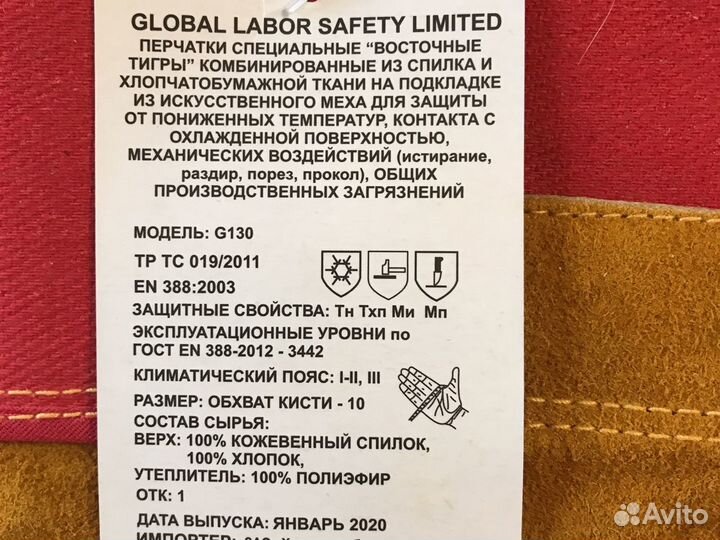 GLOBAL LABOR SAFETY LIMITED
ПЕРЧАТКИ СПЕЦИАЛЬНЫЕ “ВОСТОЧНЫЕ
ТИГРЫ” КОМБИНИРОВАННЫЕ ИЗ СПИЛКА И
ХЛОПЧАТОБУМАЖНОЙ ТКАНИ НА ПОДКЛАДКЕ
ИЗ ИСКУССТВЕННОГО МЕХА ДЛЯ ЗАЩИТЫ
ОТ ПОНИЖЕННЫХ ТЕМПЕРАТУР, КОНТАКТА С
ОХЛАЖДЕННОЙ ПОВЕРХНОСТЬЮ,
МЕХАНИЧЕСКИХ ВОЗДЕЙСТВИЙ (истирание,
раздир, порез, прокол), ОБЩИХ
ПРОИЗВОДСТВЕННЫХ ЗАГРЯЗНЕНИЙ
МОДЕЛЬ: G130
ТР ТС 019/2011
EN 388:2003
ЗАЩИТНЫЕ СВОЙСТВА: Тн Тхп Ми Мп
ЭКСПЛУАТАЦИОННЫЕ УРОВНИ по
ГОСТ EN 388-2012 - 3442
КЛИМАТИЧЕСКИЙ ПОЯС: I-II, III
РАЗМЕР: ОБХВАТ КИСТИ - 10
СОСТАВ СЫРЬЯ:
ВЕРХ: 100% КОЖЕВЕННЫЙ СПИЛОК,
100% ХЛОПОК,
УТЕПЛИТЕЛЬ: 100% ПОЛИЭФИР
ОТК: 1
ДАТА ВЫПУСКА: ЯНВАРЬ 2020
ИМПОРТЕР:
Avito